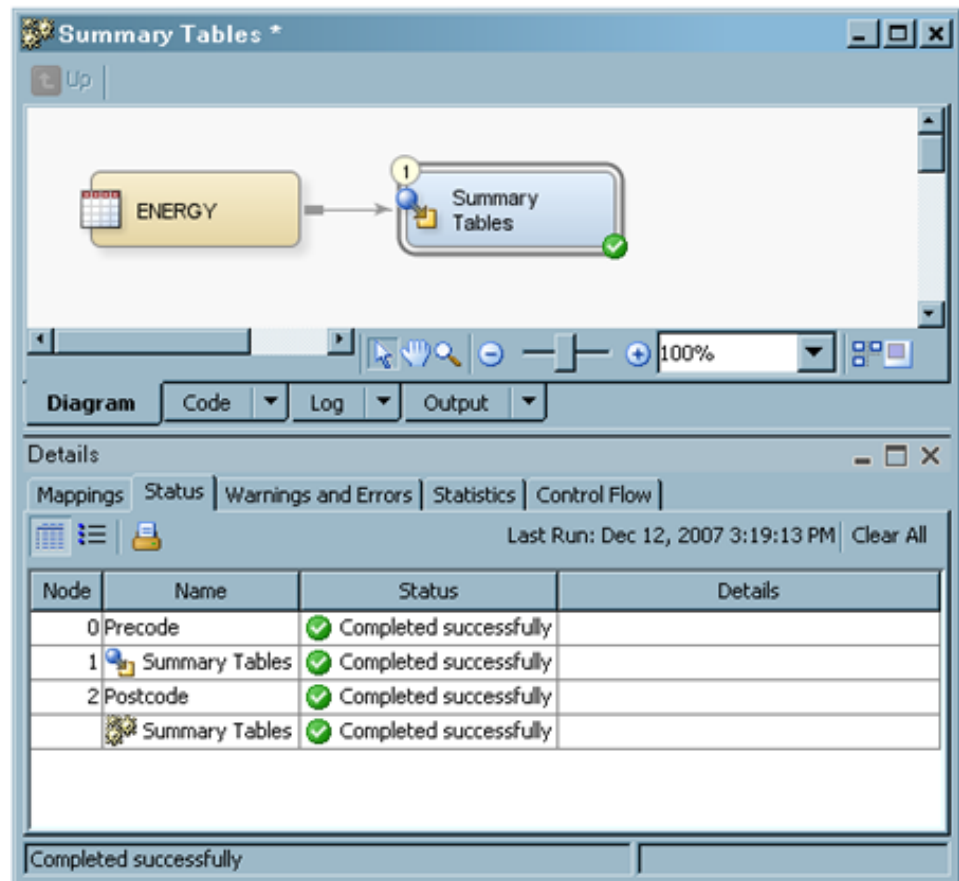 Summary Tables *
Up
ENERGY
1
Summary
Tables
100%
Diagram Code Log Output
Details
Mappings Status Warnings and Errors Statistics Control Flow
Last Run: Dec 12, 2007 3:19:13 PM Clear All
Node Name Status Details
0 Precode Completed successfully
1 Summary Tables Completed successfully
2 Postcode Completed successfully
Summary Tables Completed successfully
Completed successfully